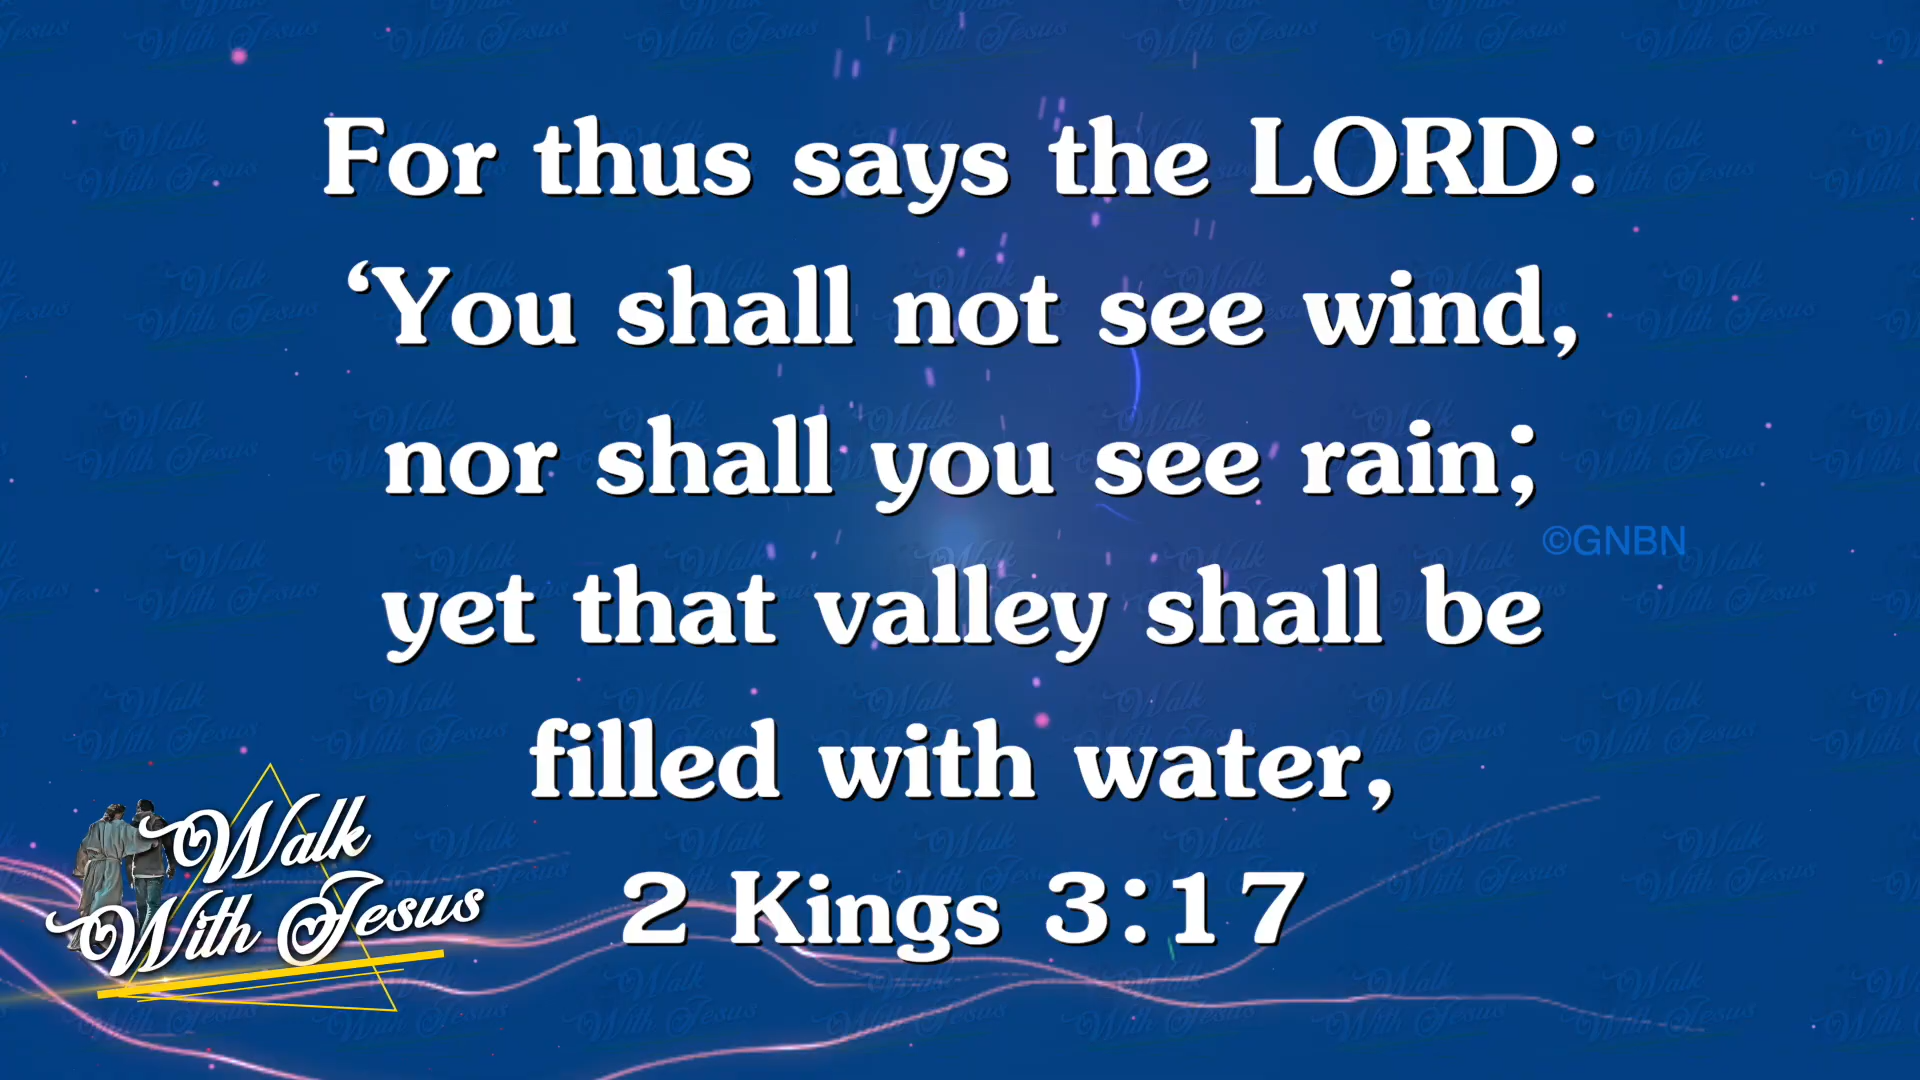 For thus says the LORD:
‘You shall not see wind,
nor shall you see rain;
©GNBN
yet that valley shall be
filled with water,
2 Kings 3:17
Walk
With Jesus